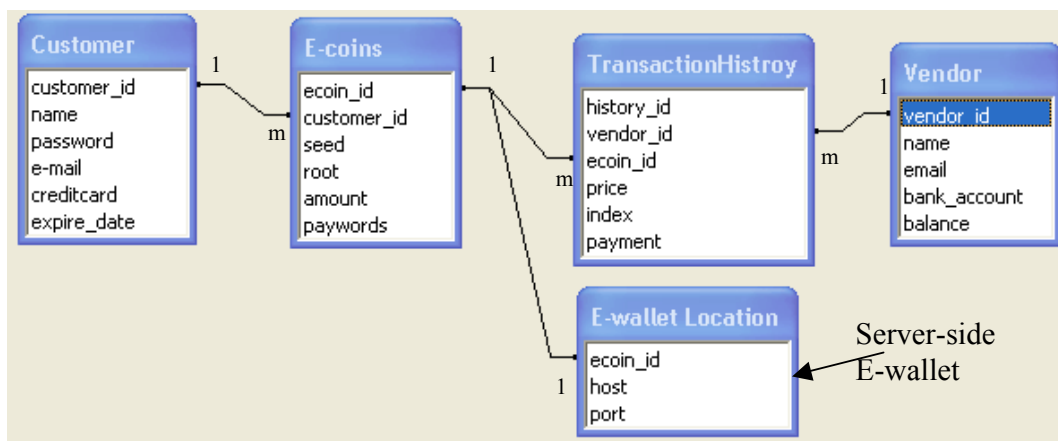 Customer
customer_id
name
password
e-mail
creditcard
expire_date
1
m
E-coins
ecoin_id
customer_id
seed
root
amount
paywords
1
m
1
TransactionHistroy
history_id
vendor_id
ecoin_id
price
index
payment
m
1
Vendor
vendor_id
name
email
bank_account
balance
E-wallet Location
ecoin_id
host
port
Server-side
E-wallet